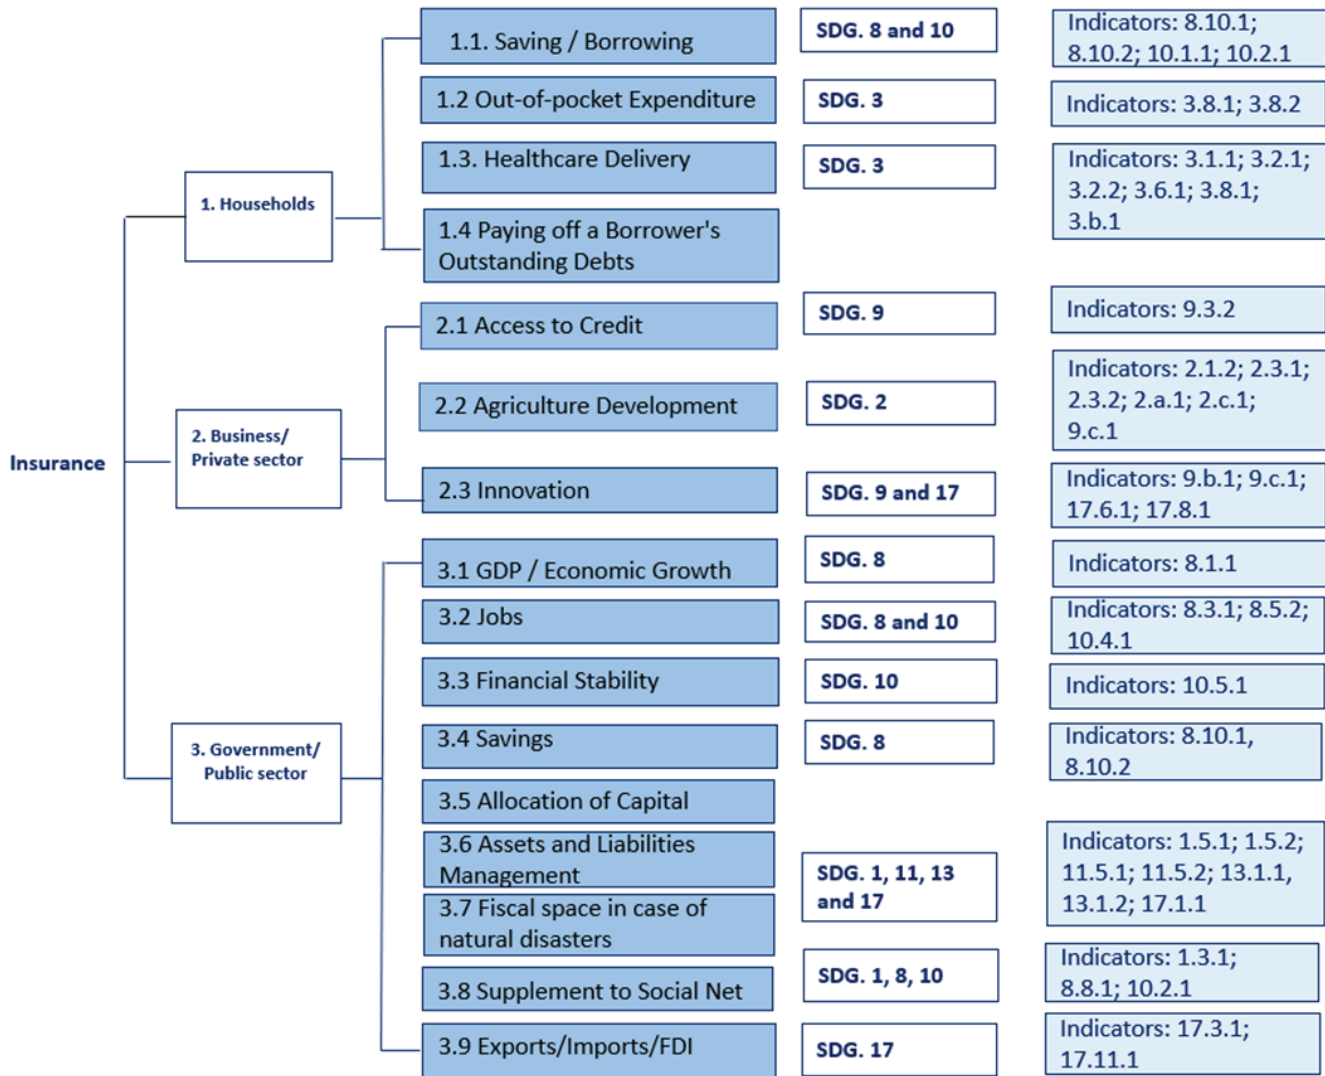 Insurance
1. Households
1.1. Saving / Borrowing
SDG. 8 and 10
Indicators: 8.10.1;
8.10.2; 10.1.1; 10.2.1
1.2 Out-of-pocket Expenditure
SDG. 3
Indicators: 3.8.1; 3.8.2
1.3. Healthcare Delivery
SDG. 3
Indicators: 3.1.1; 3.2.1;
3.2.2; 3.6.1; 3.8.1;
3.b.1
1.4 Paying off a Borrower's
Outstanding Debts
2. Business/
Private sector
2.1 Access to Credit
SDG. 9
Indicators: 9.3.2
2.2 Agriculture Development
SDG. 2
Indicators: 2.1.2; 2.3.1;
2.3.2; 2.a.1; 2.c.1;
9.c.1
2.3 Innovation
SDG. 9 and 17
Indicators: 9.b.1; 9.c.1;
17.6.1; 17.8.1
3. Government/
Public sector
3.1 GDP / Economic Growth
SDG. 8
Indicators: 8.1.1
3.2 Jobs
SDG. 8 and 10
Indicators: 8.3.1; 8.5.2;
10.4.1
3.3 Financial Stability
SDG. 10
Indicators: 10.5.1
3.4 Savings
SDG. 8
Indicators: 8.10.1,
8.10.2
3.5 Allocation of Capital
3.6 Assets and Liabilities
Management
3.7 Fiscal space in case of
natural disasters
SDG. 1, 11, 13
and 17
Indicators: 1.5.1; 1.5.2;
11.5.1; 11.5.2; 13.1.1,
13.1.2; 17.1.1
3.8 Supplement to Social Net
SDG. 1, 8, 10
Indicators: 1.3.1;
8.8.1; 10.2.1
3.9 Exports/Imports/FDI
SDG. 17
Indicators: 17.3.1;
17.11.1